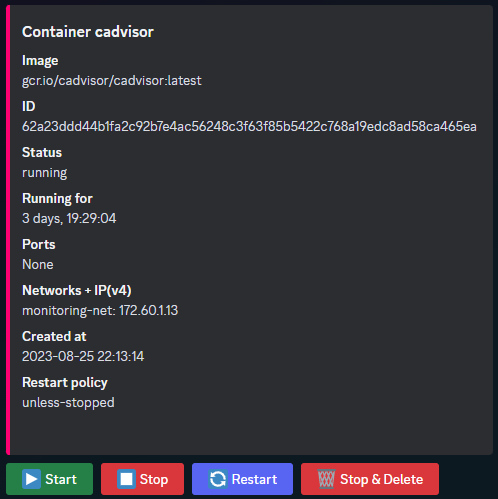 Container cadvisor
Image
gcr.io/cadvisor/cadvisor:latest
ID
62a23ddd44b1fa2c92b7e4ac56248c3f63f85b5422c768a19edc8ad58ca465ea
Status
running
Running for
3 days, 19:29:04
Ports
None
Networks + IP(v4)
monitoring-net: 172.60.1.13
Created at
2023-08-25 22:13:14
Restart policy
unless-stopped
Start
Stop
Restart
Stop & Delete